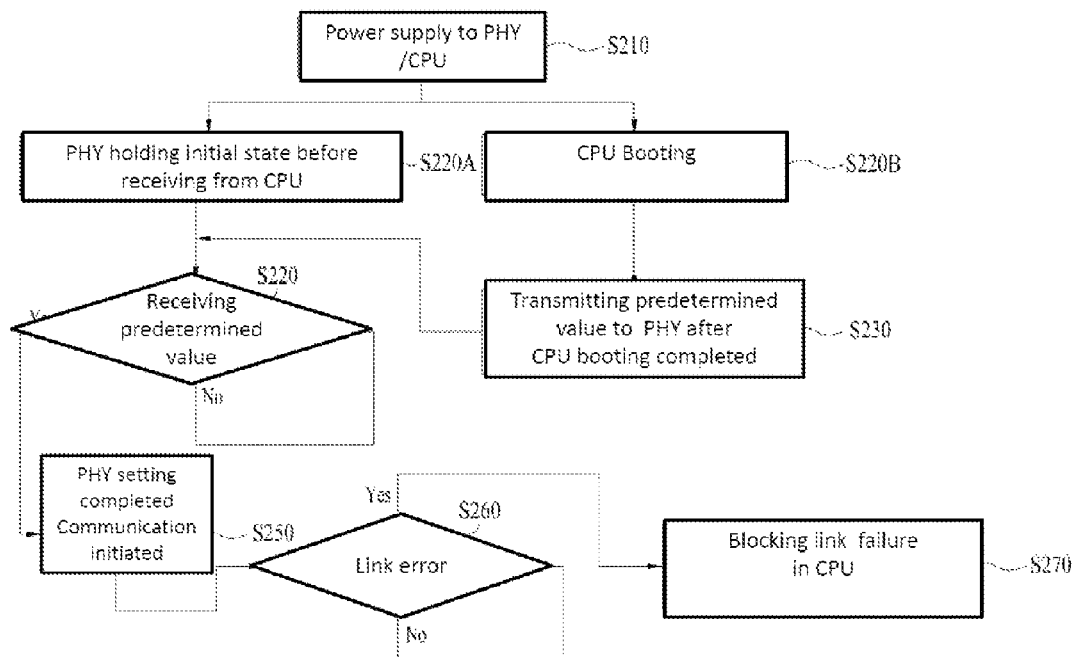 Power supply to PHY
/CPU
S210
PHY holding initial state before
receiving from CPU
S220A
CPU Booting
S220B
S220
Receiving
predetermined
value
No
Transmitting predetermined
value to PHY after
CPU booting completed
S230
PHY setting
completed
Communication
initiated
S250
Yes
S260
Link error
No
Blocking link failure
in CPU
S270